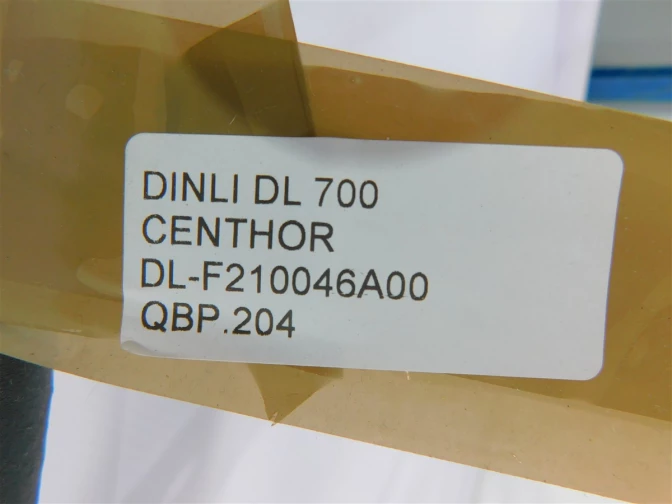 DINLI DL 700
CENTHOR
DL-F210046A00
QBP.204